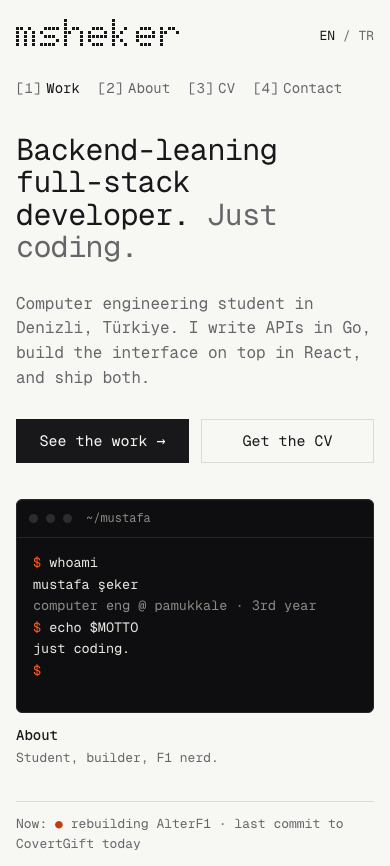 msheker
EN / TR
[1] Work [2] About [3] CV [4] Contact
Backend-leaning
full-stack
developer. Just
coding.
Computer engineering student in
Denizli, Türkiye. I write APIs in Go,
build the interface on top in React,
and ship both.
See the work →
Get the CV
~/mustafa
$ whoami
mustafa şeker
computer eng @ pamukkale · 3rd year
$ echo $MOTTO
just coding.
$
About
Student, builder, F1 nerd.
Now: ● rebuilding AlterF1 · last commit to
CovertGift today